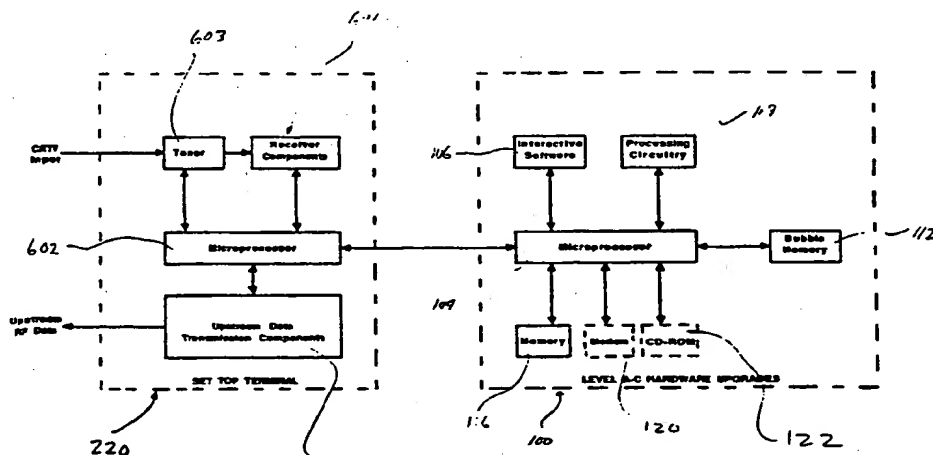 603
CATV
Input
Tuner
Receiver
Components
602
Microprocessor
Upstream
RF Data
Upstream Data
Transmission Components
SET TOP TERMINAL
220
106
Interactive
Software
Processing
Circuitry
Microprocessor
Bubble
Memory
112
104
Memory
Modem
CD-ROM
LEVEL A-C HARDWARE UPGRADES
100
120
122